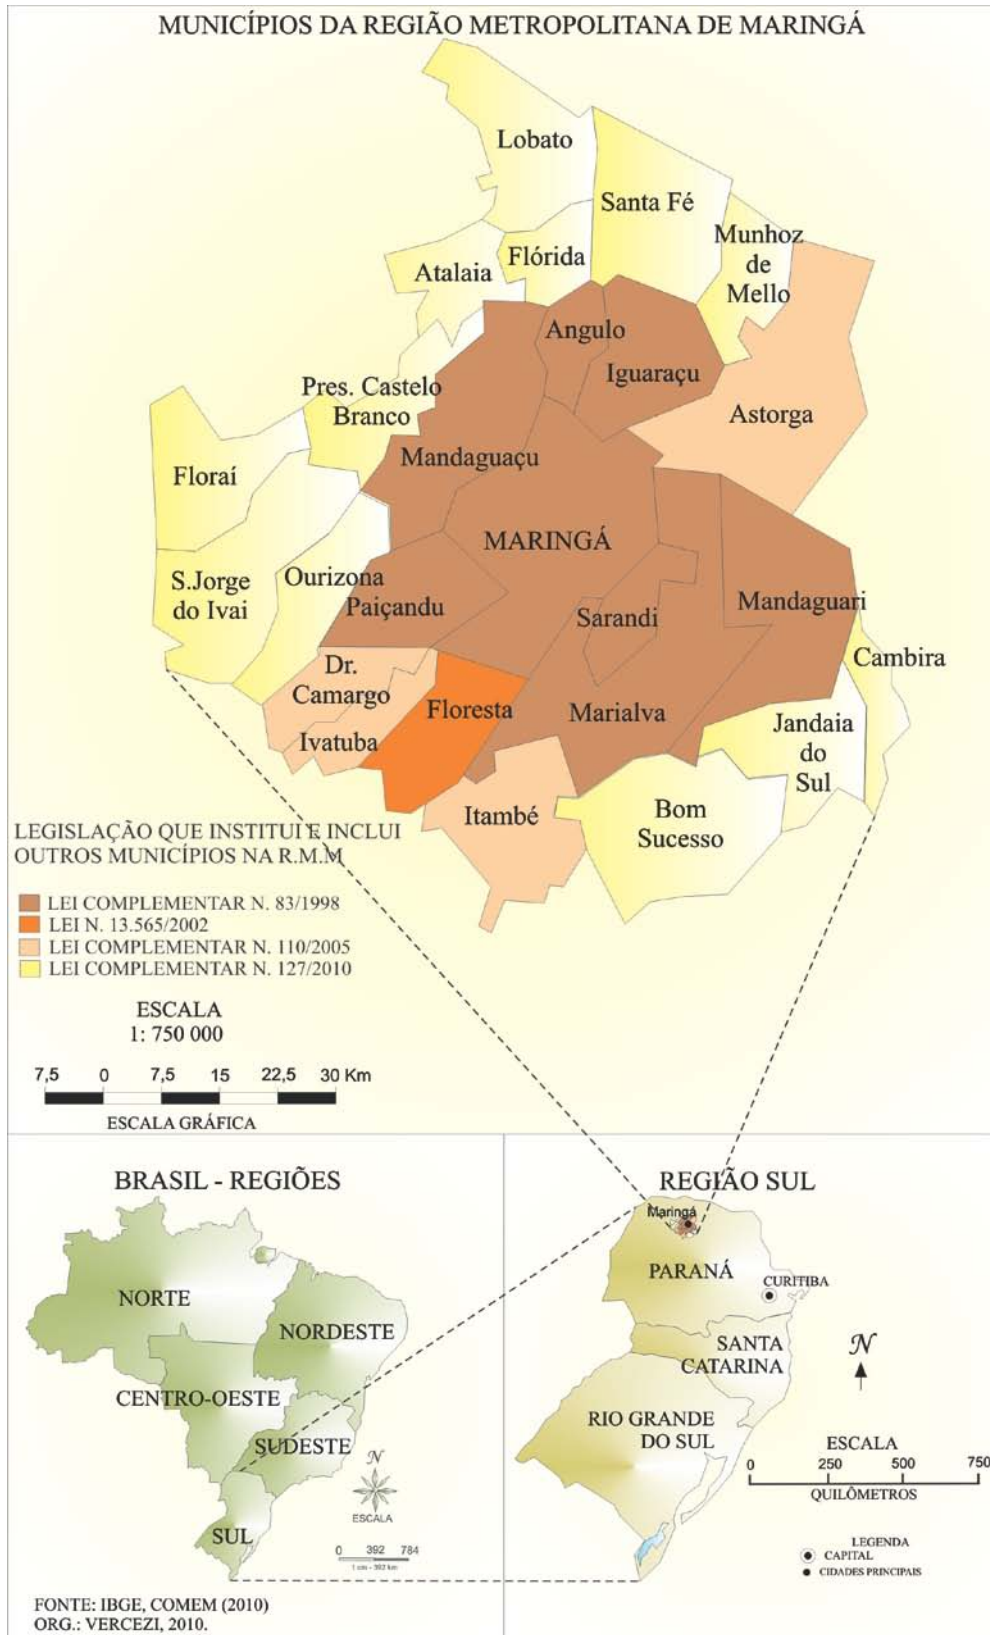 MUNICÍPIOS DA REGIÃO METROPOLITANA DE MARINGÁ
Lobato
Santa Fé
Munhoz
de
Mello
Flórida
Atalaia
Angulo
Iguaraçu
Pres. Castelo
Branco
Astorga
Mandaguaçu
Floraí
MARINGÁ
S.Jorge
do Ivai
Ourizona
Paiçandu
Sarandi
Mandaguari
Cambira
Dr.
Camargo
Floresta
Marialva
Ivatuba
Jandaia
do
Sul
Itambé
Bom
Sucesso
LEGISLAÇÃO QUE INSTITUI E INCLUI
OUTROS MUNICÍPIOS NA R.M.M
LEI COMPLEMENTAR N. 83/1998
LEI N. 13.565/2002
LEI COMPLEMENTAR N. 110/2005
LEI COMPLEMENTAR N. 127/2010
ESCALA
1: 750 000
7,5 0 7,5 15 22,5 30 Km
ESCALA GRÁFICA
BRASIL - REGIÕES
NORTE
NORDESTE
CENTRO-OESTE
SUDESTE
SUL
N
ESCALA
0 392 784
1 cm - 392 km
REGIÃO SUL
Maringá
PARANÁ
CURITIBA
SANTA
CATARINA
N
RIO GRANDE
DO SUL
ESCALA
0 250 500 750
QUILÔMETROS
LEGENDA
CAPITAL
CIDADES PRINCIPAIS
FONTE: IBGE, COMEM (2010)
ORG.: VERCEZI, 2010.